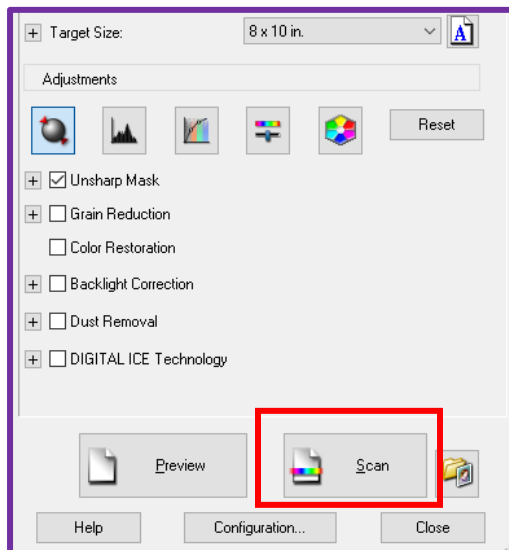 Target Size: 8 x 10 in. A
Adjustments
Reset
Unsharp Mask
Grain Reduction
Color Restoration
Backlight Correction
Dust Removal
DIGITAL ICE Technology
Preview Scan
Help Configuration... Close